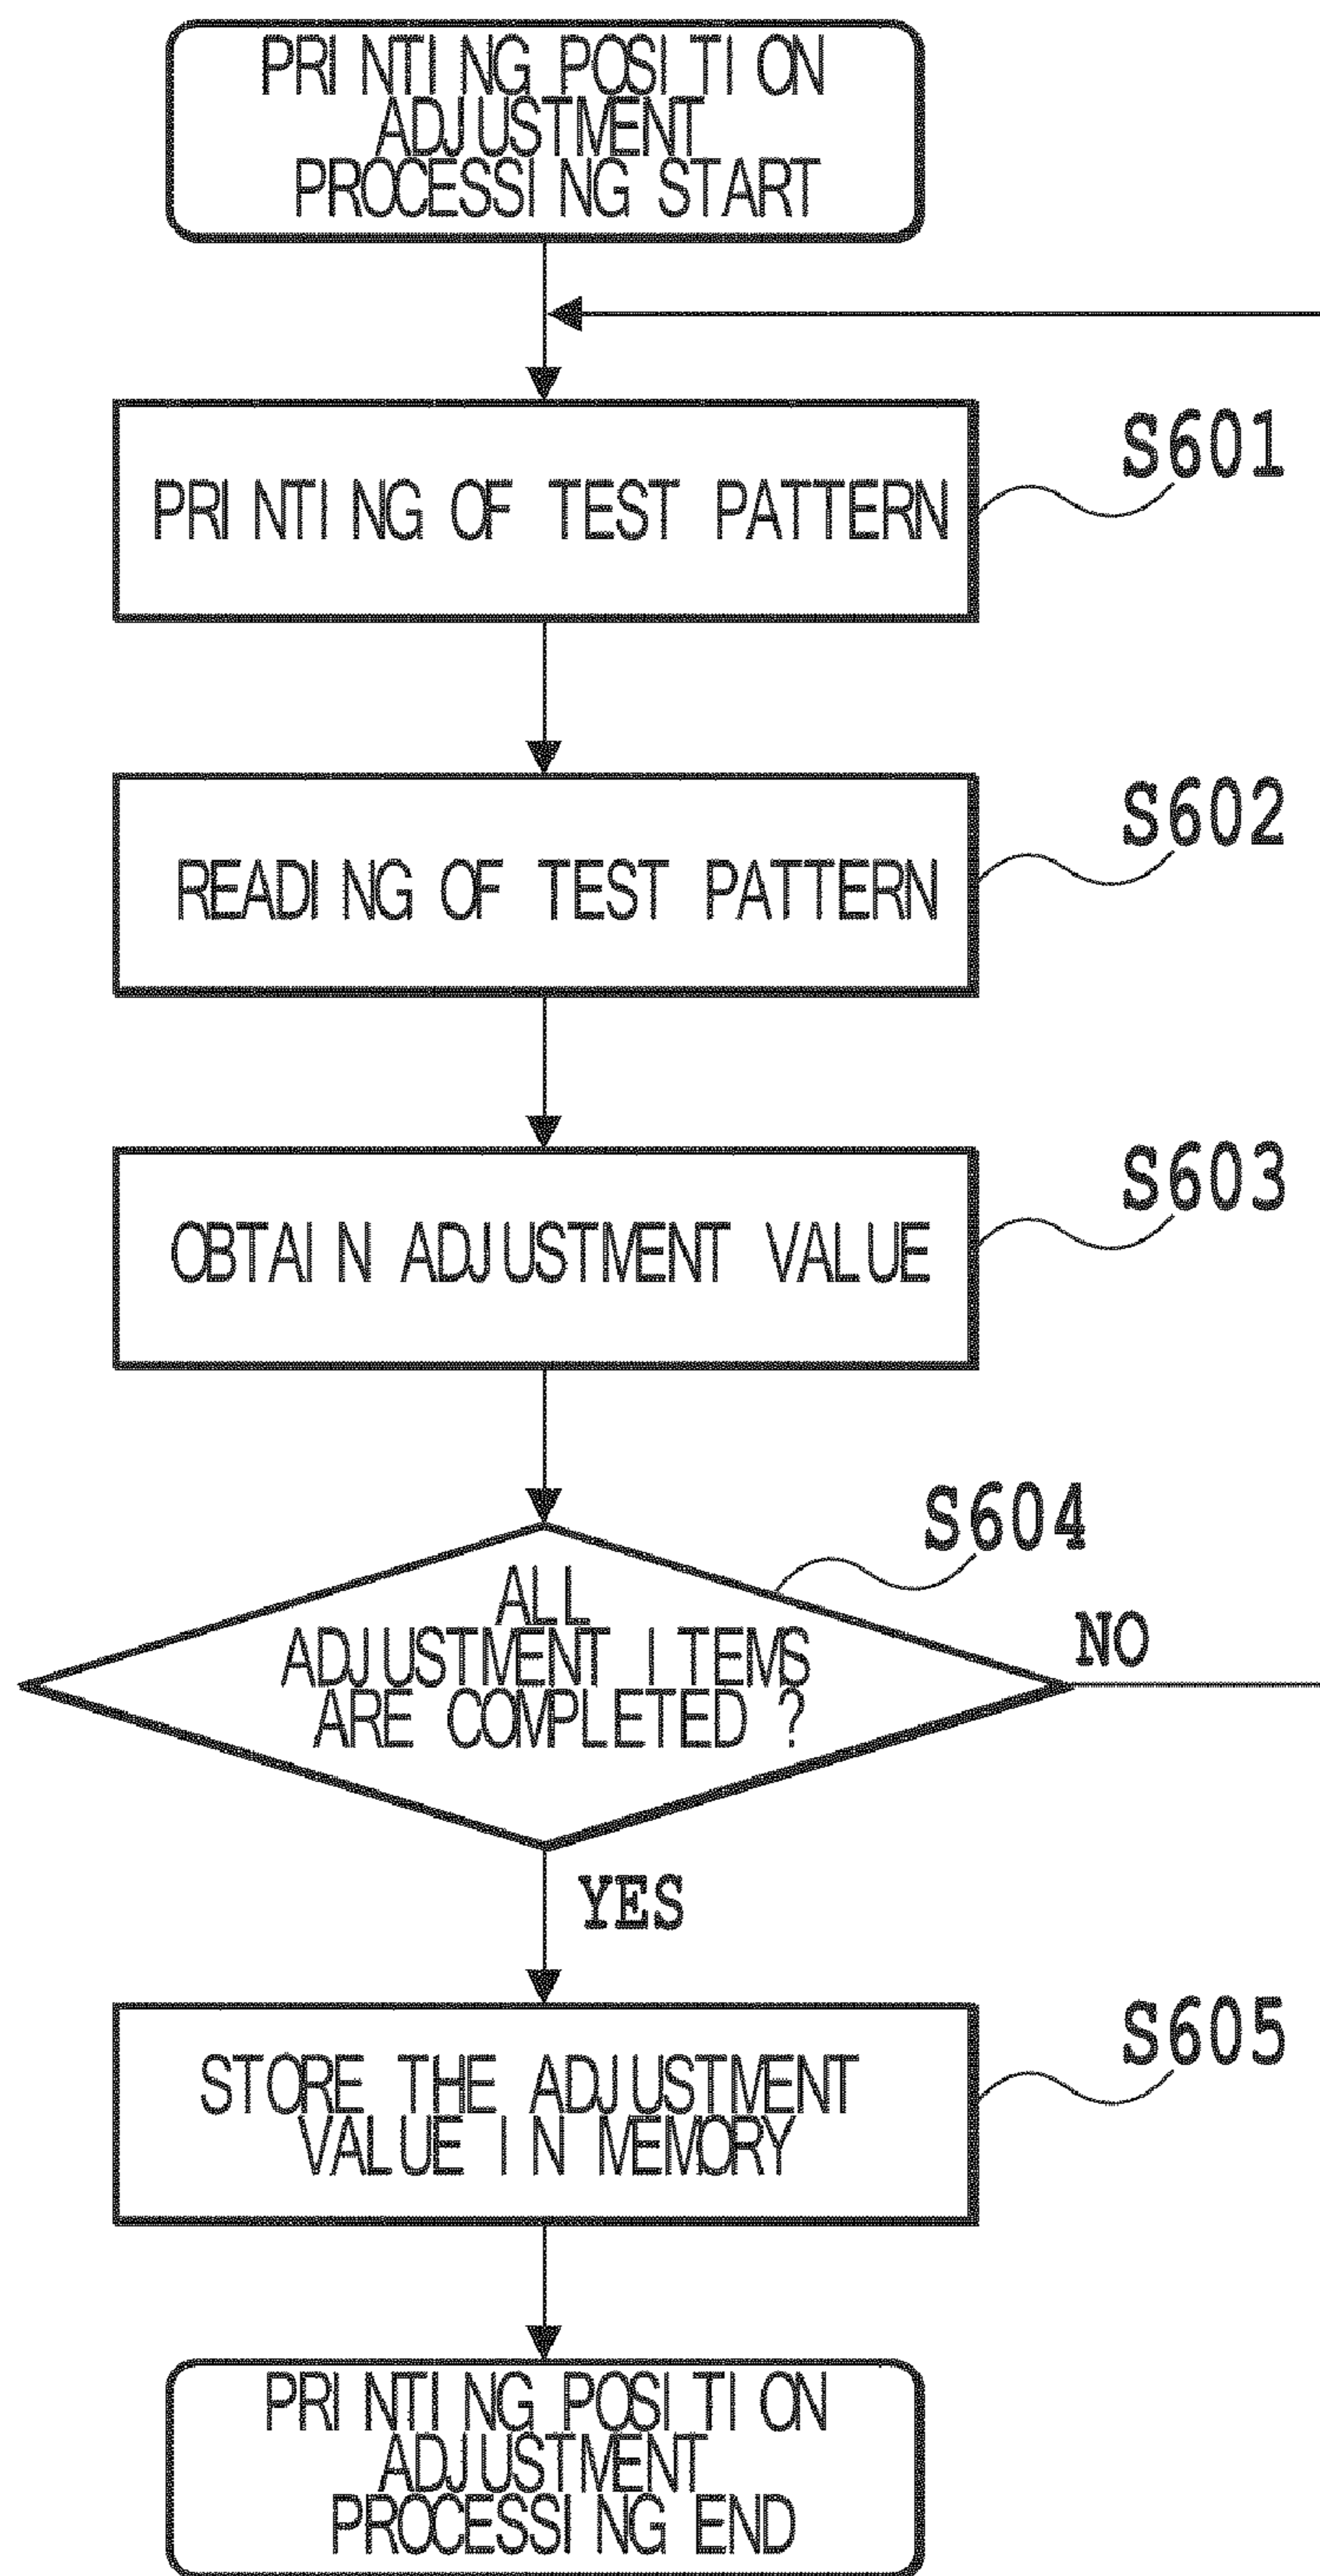 PRINTING POSITION
ADJUSTMENT
PROCESSING START
S601
PRINTING OF TEST PATTERN
S602
READING OF TEST PATTERN
S603
OBTAIN ADJUSTMENT VALUE
S604
ALL
ADJUSTMENT ITEMS
ARE COMPLETED ?
NO
YES
S605
STORE THE ADJUSTMENT
VALUE IN MEMORY
PRINTING POSITION
ADJUSTMENT
PROCESSING END